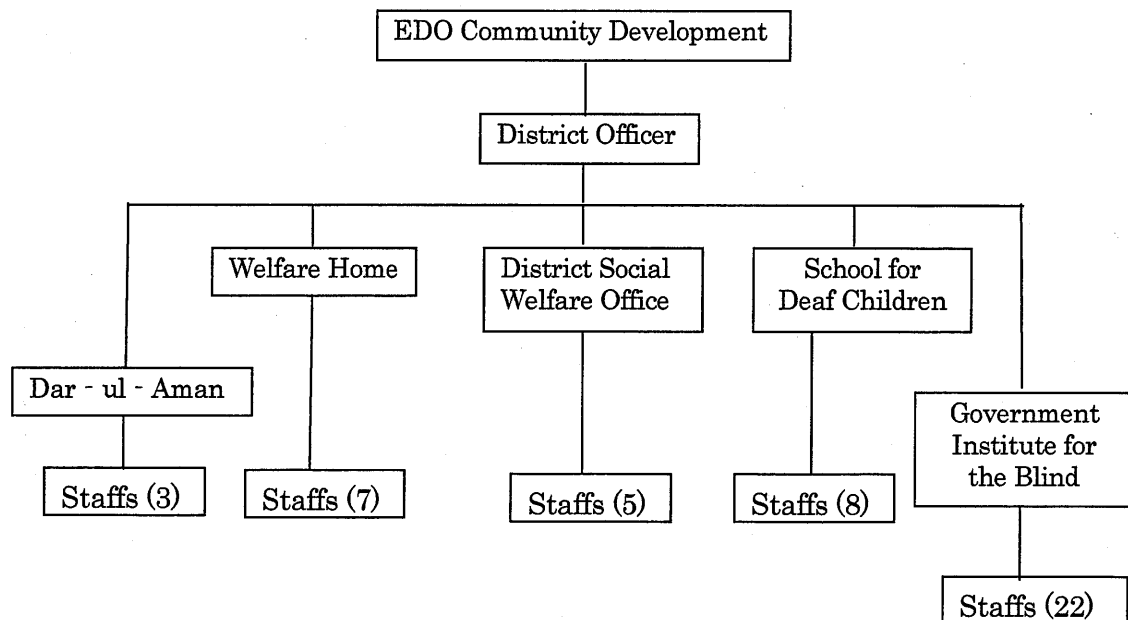 EDO Community Development
District Officer
Welfare Home
District Social
Welfare Office
School for
Deaf Children
Dar - ul - Aman
Government
Institute for
the Blind
Staffs (3)
Staffs (7)
Staffs (5)
Staffs (8)
Staffs (22)